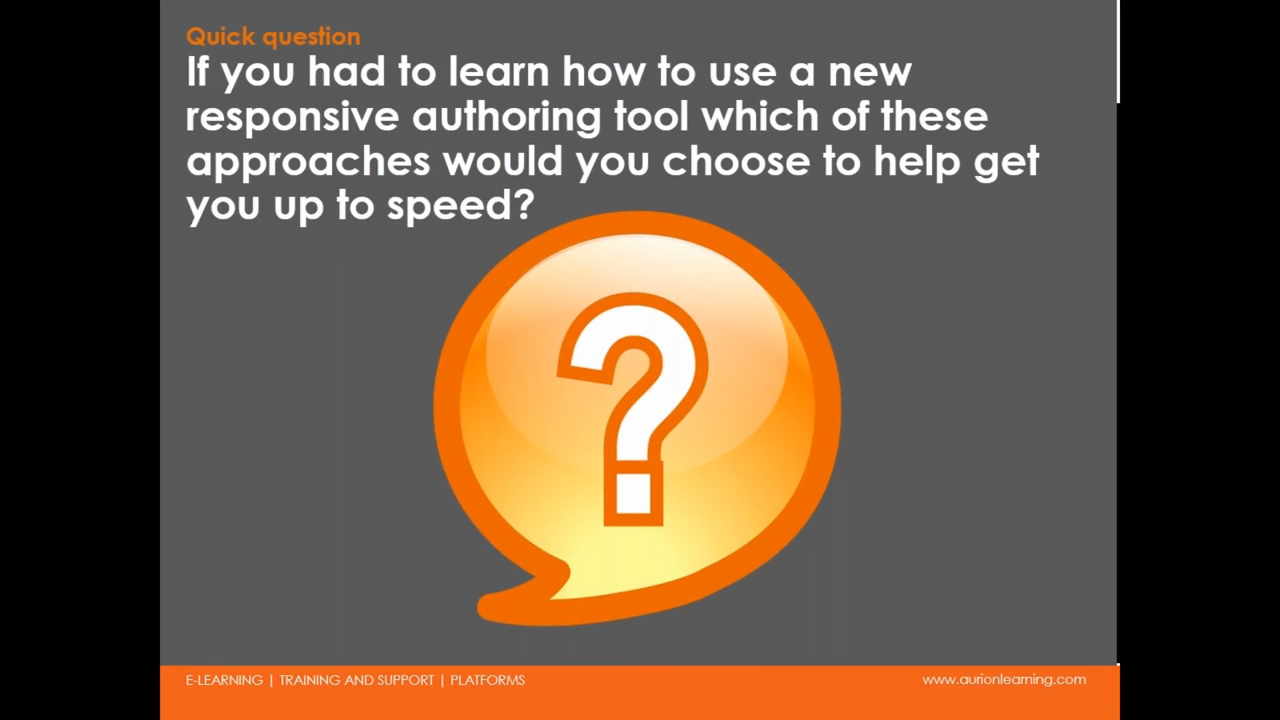 Quick question
If you had to learn how to use a new
responsive authoring tool which of these
approaches would you choose to help get
you up to speed?
?
E-LEARNING | TRAINING AND SUPPORT | PLATFORMS
www.aurionlearning.com